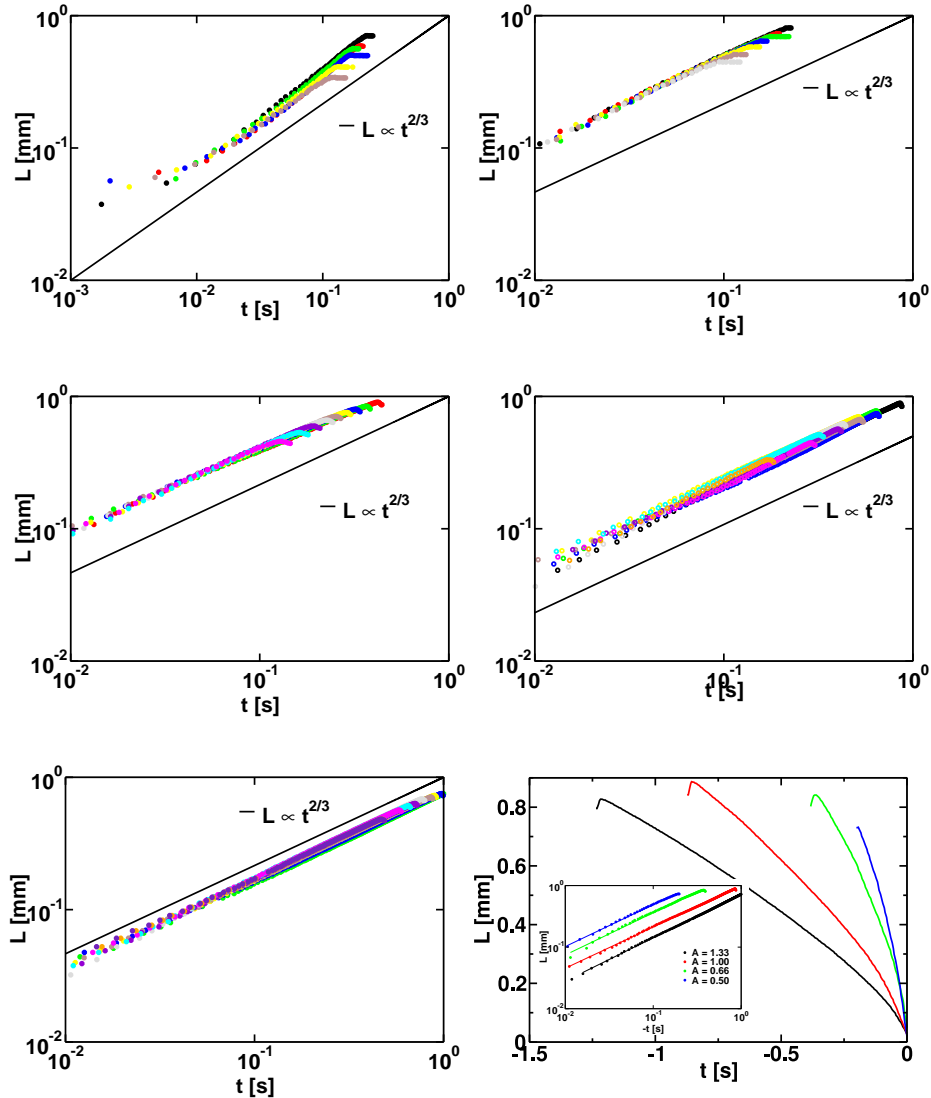 10^0
L [mm]
10^-1
— L ∝ t^2/3
10^-2
10^-3 10^-2 10^-1 10^0
t [s]
10^0
L [mm]
10^-1
— L ∝ t^2/3
10^-2
10^-2 10^-1 10^0
t [s]
10^0
L [mm]
10^-1
— L ∝ t^2/3
10^-2
10^-2 10^-1 10^0
t [s]
10^0
L [mm]
10^-1
— L ∝ t^2/3
10^-2
10^-2 10^-1 10^0
t [s]
10^0
L [mm]
10^-1
— L ∝ t^2/3
10^-2
10^-2 10^-1 10^0
t [s]
0.8
0.6
0.4
0.2
0
L [mm]
10^0
L [mm]
10^-1
A = 1.33
A = 1.00
A = 0.66
A = 0.50
10^-2
10^-2 10^-1 10^0
-t [s]
-1.5 -1 -0.5 0
t [s]